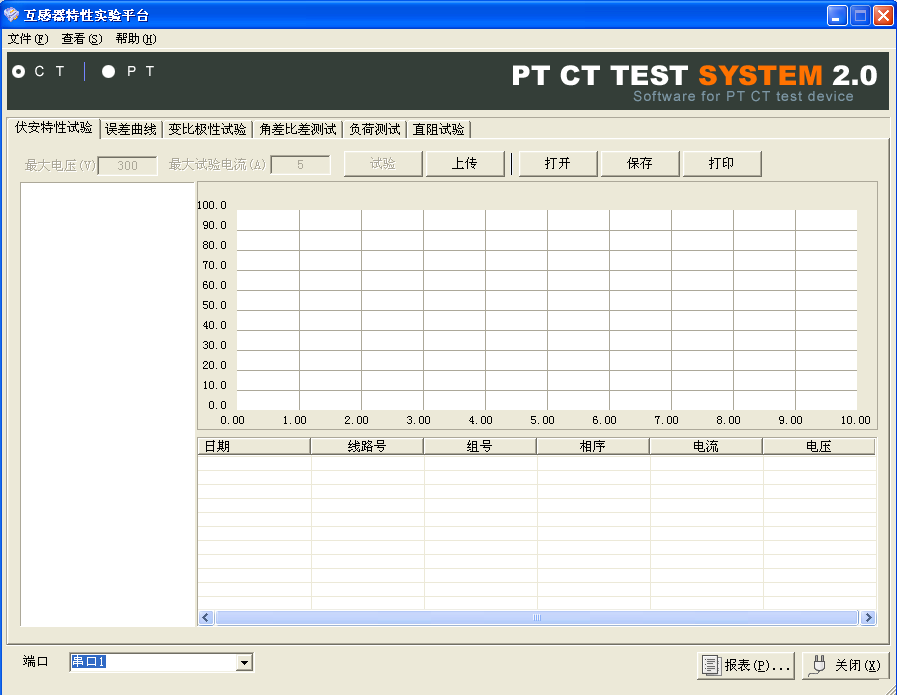 互感器特性实验平台
文件(F) 查看(S) 帮助(H)
CT PT
PT CT TEST SYSTEM 2.0
Software for PT CT test device
伏安特性试验 误差曲线 变比极性试验 角差比差测试 负荷测试 直阻试验
最大电压(V) 300 最大试验电流(A) 5 试验 上传 打开 保存 打印
100.0
90.0
80.0
70.0
60.0
50.0
40.0
30.0
20.0
10.0
0.0
0.00 1.00 2.00 3.00 4.00 5.00 6.00 7.00 8.00 9.00 10.00
日期 线路号 组号 相序 电流 电压
端口 串口1 报表(P)... 关闭(X)